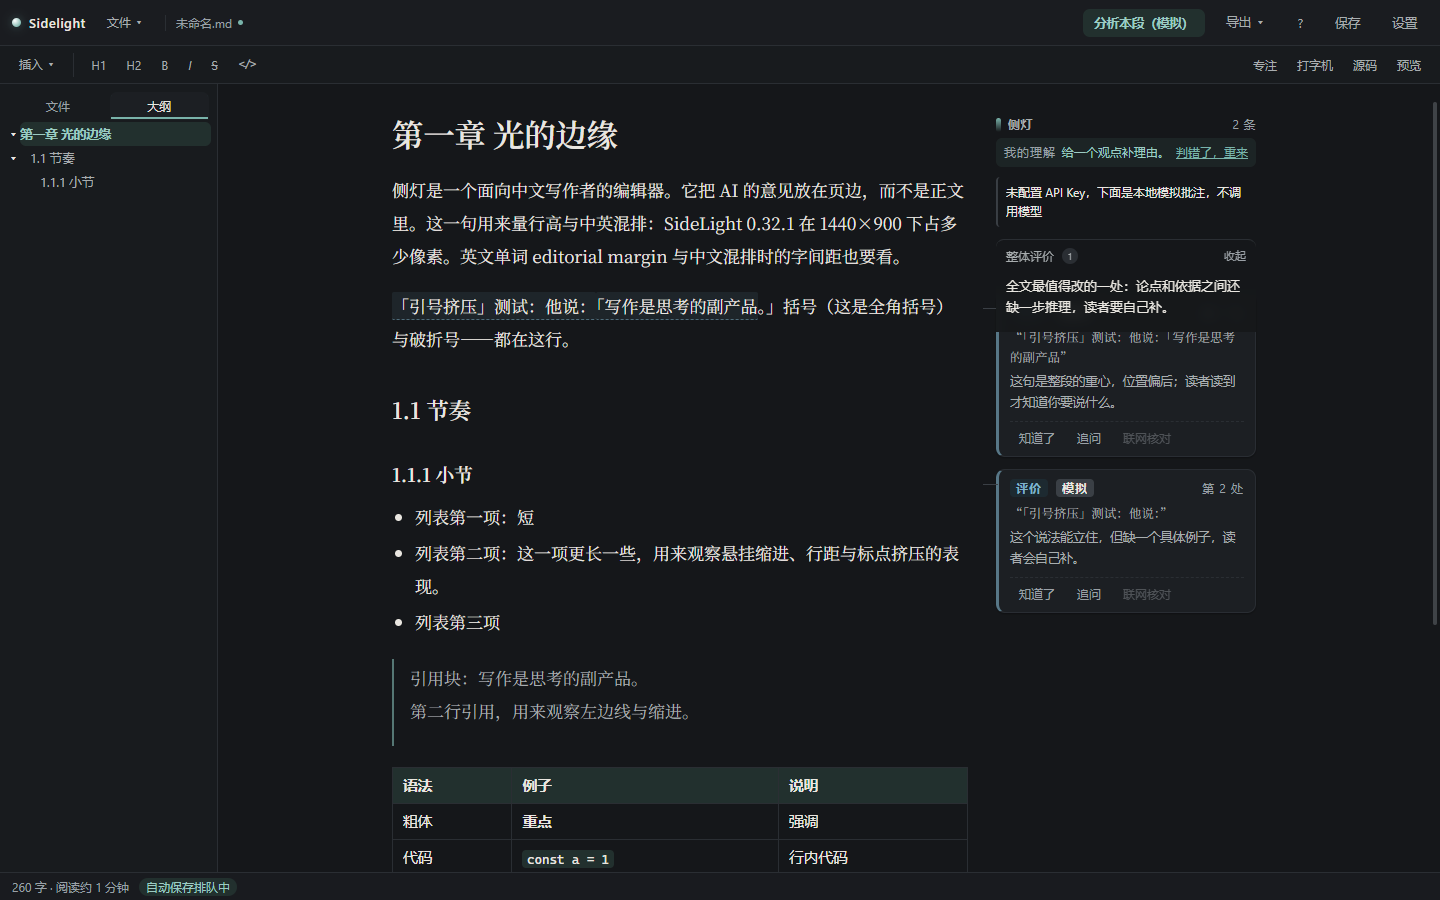 Sidelight 文件 未命名.md 分析本段（模拟） 导出 ? 保存 设置
插入 H1 H2 B I S </> 专注 打字机 源码 预览
文件 大纲
第一章 光的边缘
1.1 节奏
1.1.1 小节
第一章 光的边缘
侧灯是一个面向中文写作者的编辑器。它把 AI 的意见放在页边，而不是正文
里。这一句用来量行高与中英混排：SideLight 0.32.1 在 1440×900 下占多
少像素。英文单词 editorial margin 与中文混排时的字间距也要看。
「引号挤压」测试：他说：「写作是思考的副产品。」括号（这是全角括号）
与破折号——都在这行。
1.1 节奏
1.1.1 小节
列表第一项：短
列表第二项：这一项更长一些，用来观察悬挂缩进、行距与标点挤压的表
现。
列表第三项
引用块：写作是思考的副产品。
第二行引用，用来观察左边线与缩进。
语法 例子 说明
粗体 重点 强调
代码 const a = 1 行内代码
侧灯 2 条
我的理解 给一个观点补理由。 判错了，重来
未配置 API Key，下面是本地模拟批注，不调
用模型
整体评价 1 收起
全文最值得改的一处：论点和依据之间还
缺一步推理，读者要自己补。
“「引号挤压」测试：他说：「写作是思考
的副产品”
这句是整段的重心，位置偏后；读者读到
才知道你要说什么。
知道了 追问 联网核对
评价 模拟 第 2 处
“「引号挤压」测试：他说：”
这个说法能立住，但缺一个具体例子，读
者会自己补。
知道了 追问 联网核对
260 字 · 阅读约 1 分钟 自动保存排队中